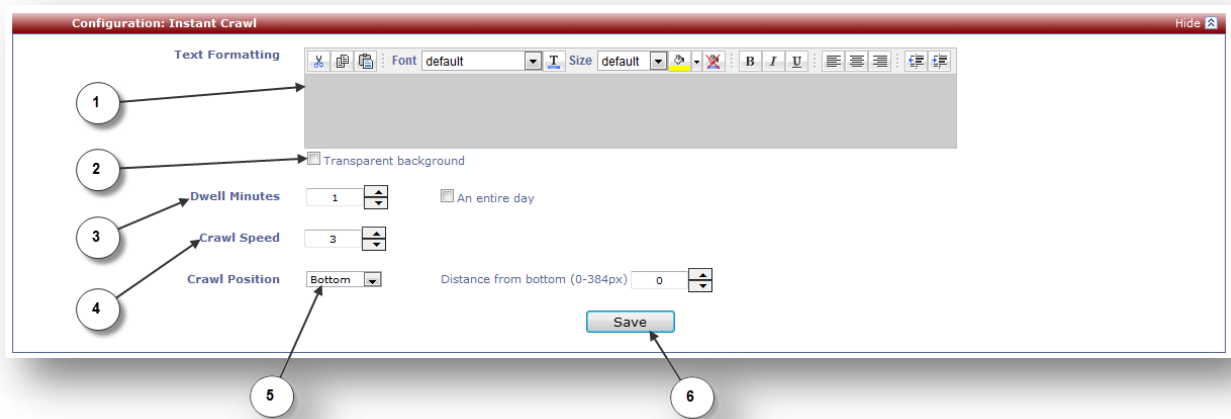 Configuration: Instant Crawl Hide
Text Formatting Font default T Size default B I U
1
2 Transparent background
Dwell Minutes 1 An entire day
3 Crawl Speed 3
Crawl Position Bottom Distance from bottom (0-384px) 0
4 Save
5 6